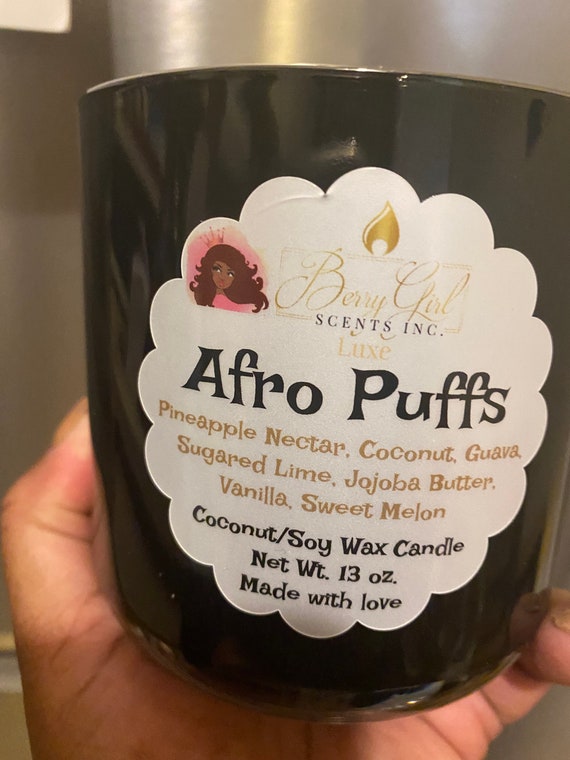 Berry Girl
SCENTS INC.
Luxe
Afro Puffs
Pineapple Nectar, Coconut, Guava,
Sugared Lime, Jojoba Butter,
Vanilla, Sweet Melon
Coconut/Soy Wax Candle
Net Wt. 13 oz.
Made with love